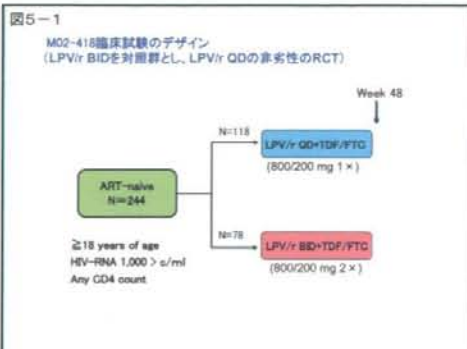 図5-1
M02-418臨床試験のデザイン
(LPV/r BIDを対照群とし、LPV/r QDの非劣性のRCT)
Week 48
N=118
LPV/r QD+TDF/FTC
(800/200 mg 1×)
ART-naive
N=244
N=78
LPV/r BID+TDF/FTC
(800/200 mg 2×)
≧18 years of age
HIV-RNA 1,000 > c/ml
Any CD4 count